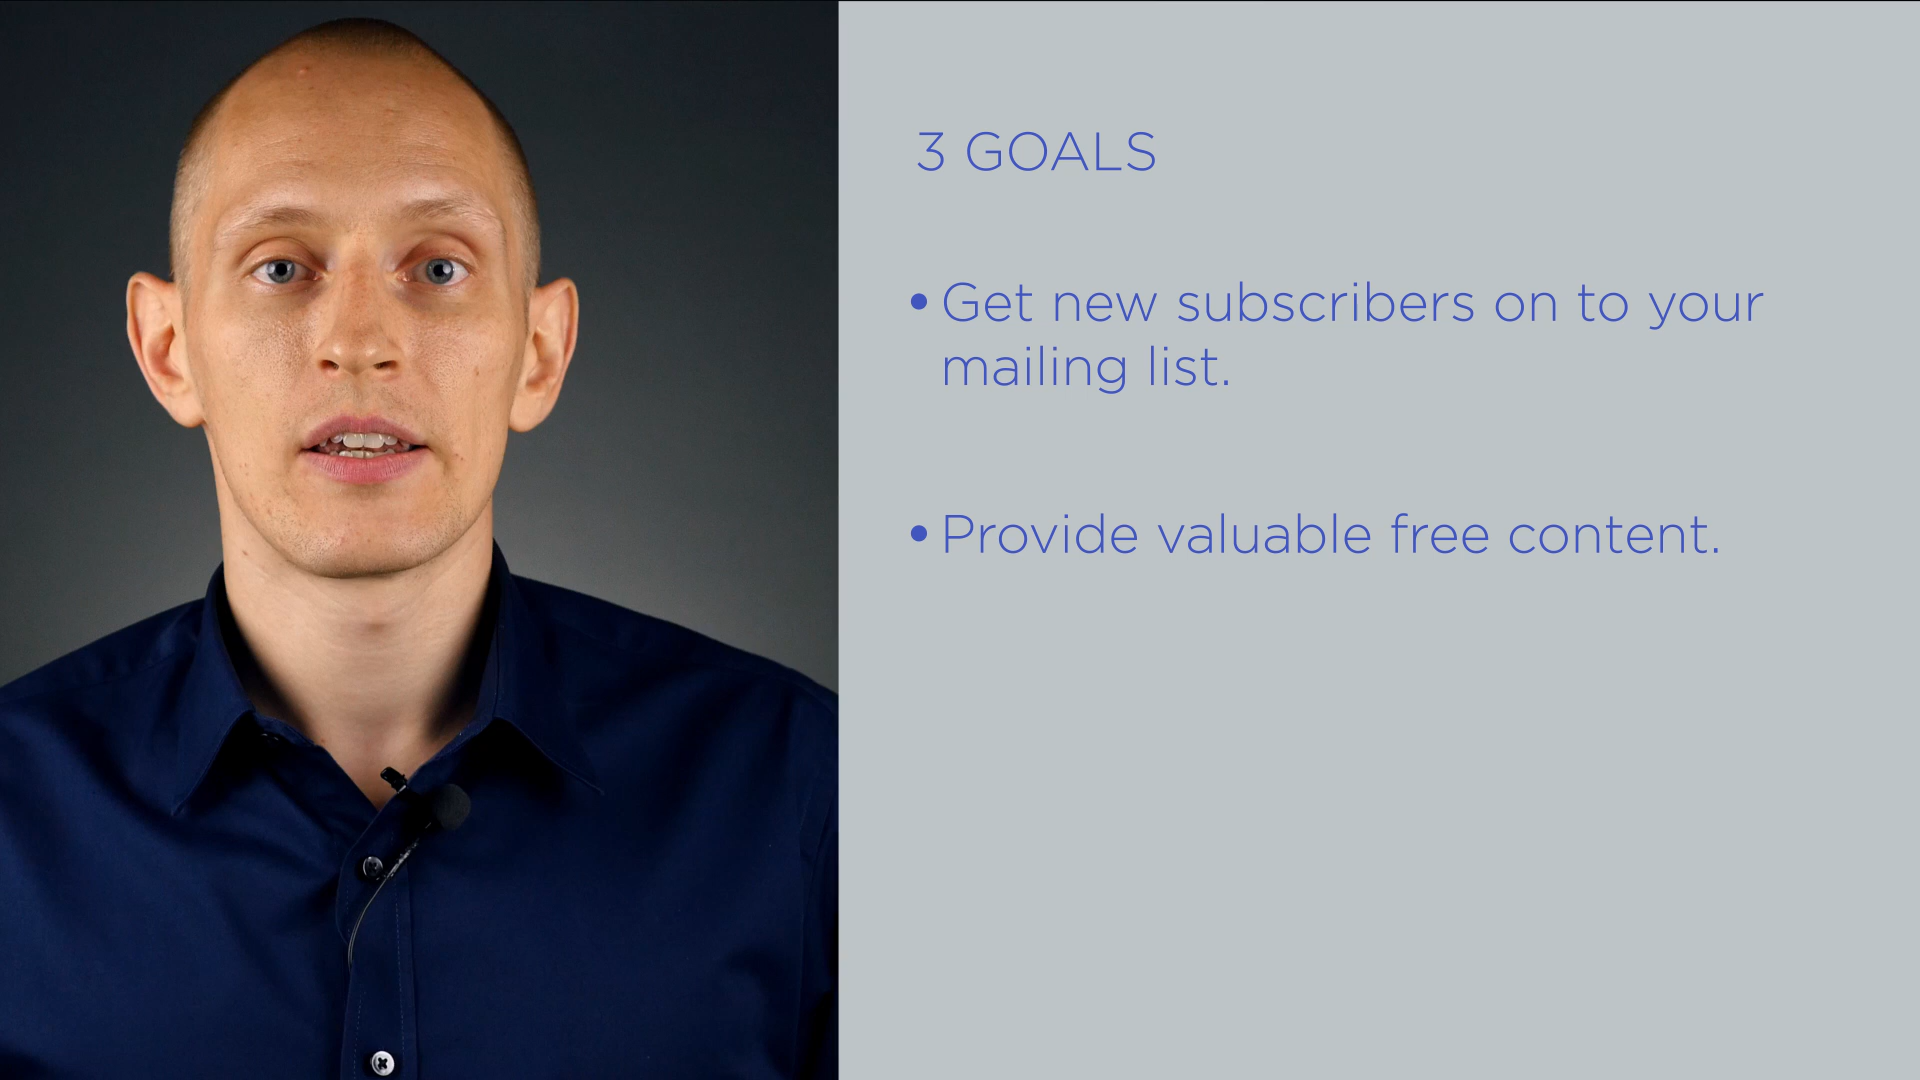 3 GOALS
• Get new subscribers on to your
mailing list.
• Provide valuable free content.